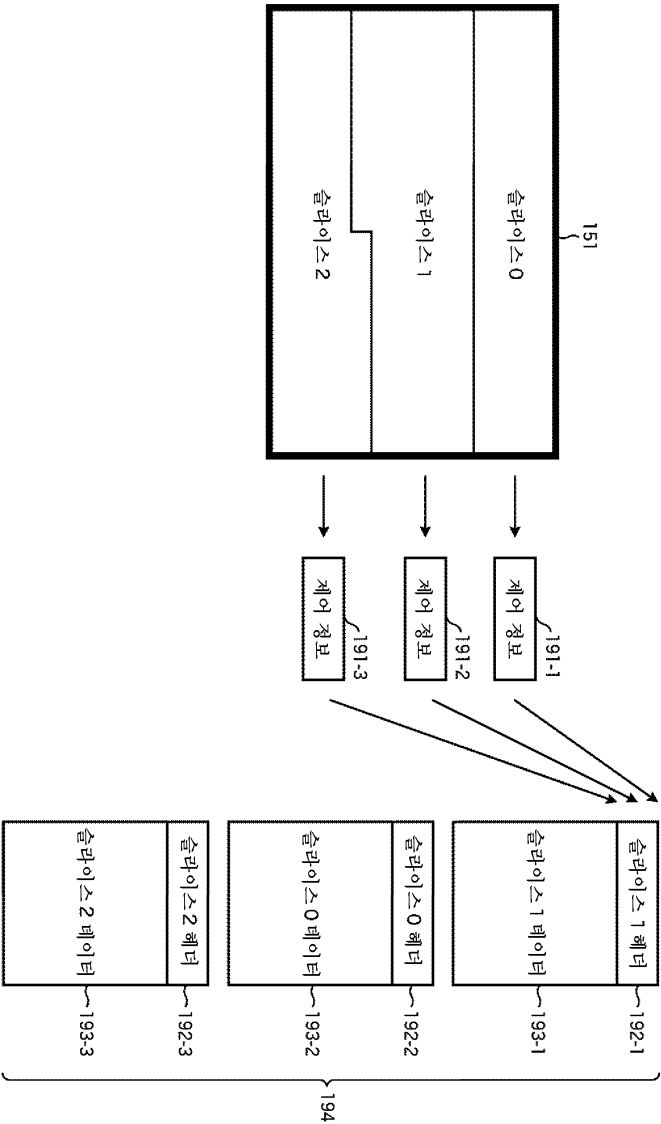 151
슬라이스 0
슬라이스 1
슬라이스 2
191-1
제어 정보
191-2
제어 정보
191-3
제어 정보
슬라이스 1 헤더
192-1
슬라이스 1 데이터
193-1
슬라이스 0 헤더
192-2
슬라이스 0 데이터
193-2
슬라이스 2 헤더
192-3
슬라이스 2 데이터
193-3
194